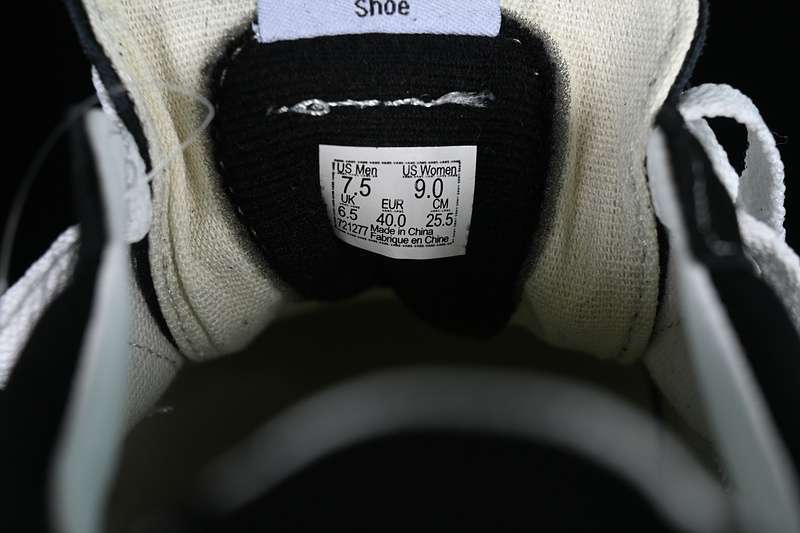 Shoe
US Men US Women
7.5 9.0
UK EUR CM
6.5 40.0 25.5
721277 Made in China
Fabrique en Chine